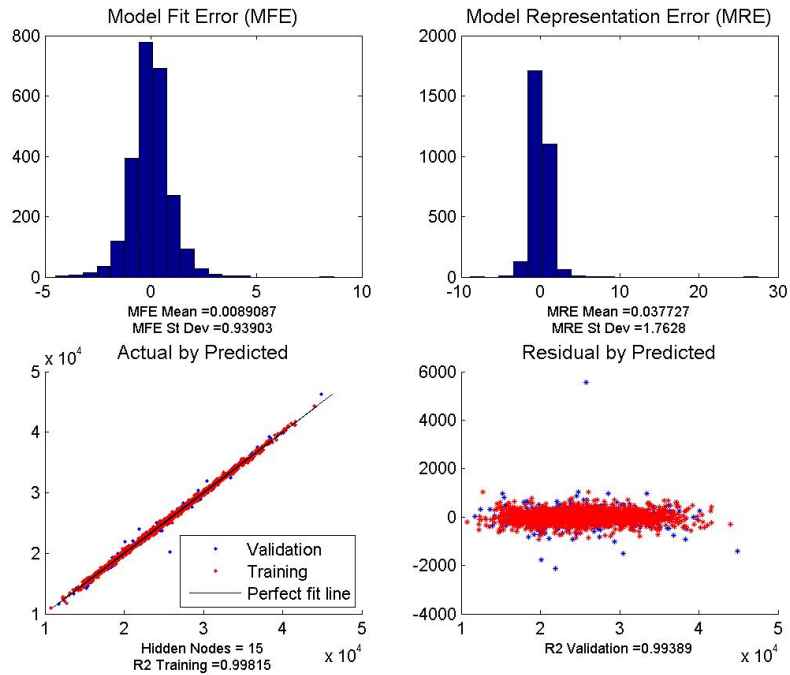 Model Fit Error (MFE)
800
600
400
200
0
-5
0
5
10
MFE Mean =0.0089087
MFE St Dev =0.93903
Model Representation Error (MRE)
2000
1500
1000
500
0
-10
0
10
20
30
MRE Mean =0.037727
MRE St Dev =1.7628
Actual by Predicted
x 10^4
5
4
3
2
1
1
2
3
4
5
x 10^4
Validation
Training
Perfect fit line
Hidden Nodes = 15
R2 Training =0.99815
Residual by Predicted
6000
4000
2000
0
-2000
-4000
1
2
3
4
5
x 10^4
R2 Validation =0.99389